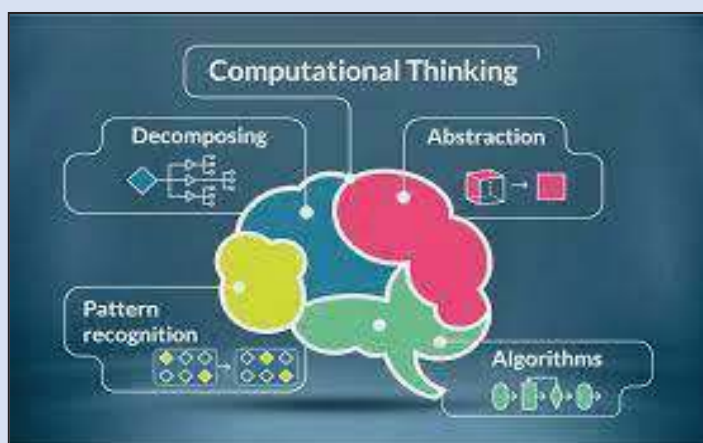 Computational Thinking
Decomposing
Abstraction
Pattern
recognition
Algorithms